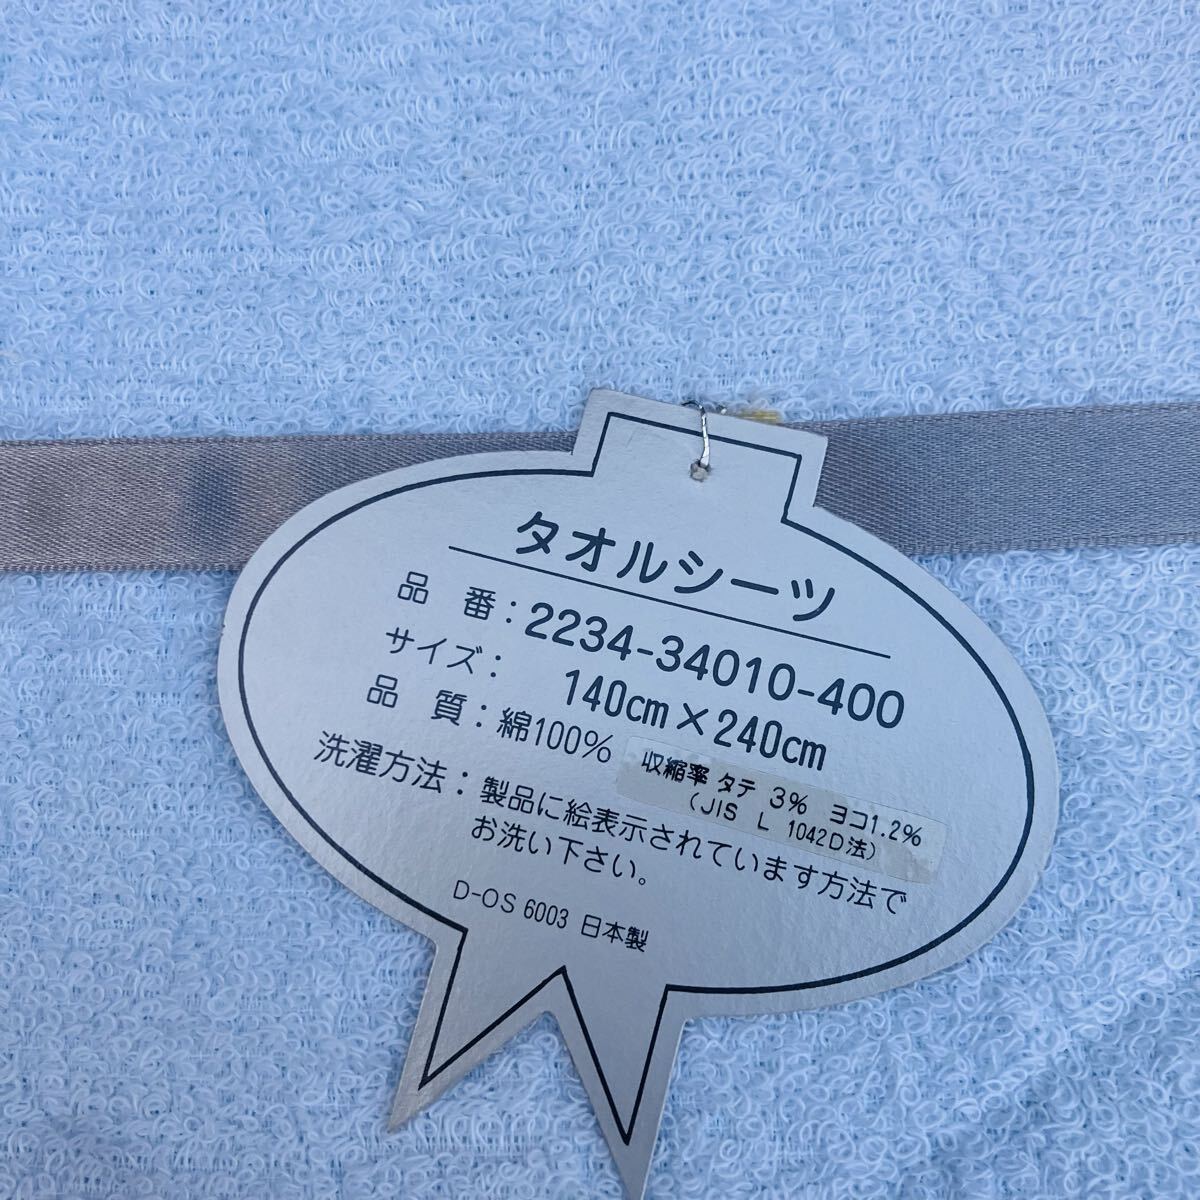 タオルシーツ
品 番：2234-34010-400
サイズ： 140cm×240cm
品 質：綿100%
収縮率 タテ 3% ヨコ1.2%
(JIS L 1042D法)
洗濯方法：製品に絵表示されています方法で
お洗い下さい。
D-OS 6003 日本製